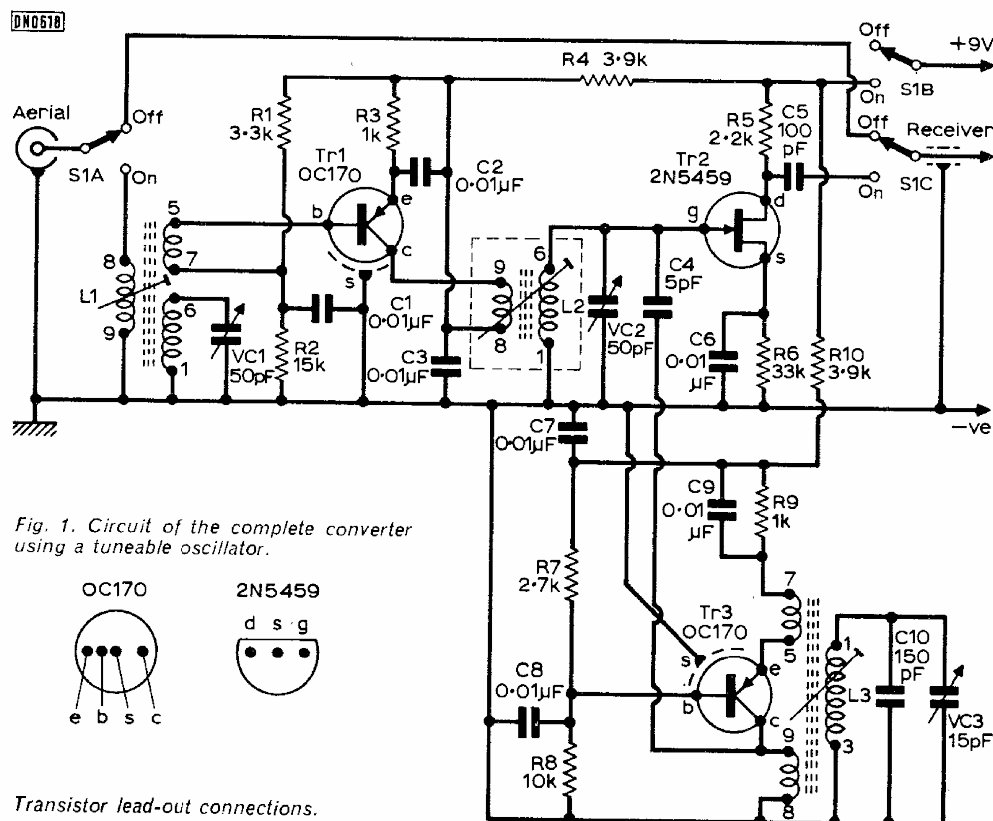 DN0618
Off
+9V
R4 3·9k
On
S1B
Aerial
Off
R1
3·3k
R3
1k
R5
2·2k
C5
100
pF
Off
Receiver
S1A
On
Tr1
OC170
C2
0·01µF
Tr2
2N5459
On
S1C
5
b
e
c
s
g
d
s
7
8
L1
9
6
1
VC1
50pF
R2
15k
C1
0·01µF
C3
0·01µF
9
8
6
1
L2
VC2
50pF
C4
5pF
C6
0·01
µF
R6
33k
R10
3·9k
-ve
C7
0·01µF
Fig. 1. Circuit of the complete converter
using a tuneable oscillator.
C9
0·01
µF
R9
1k
OC170
2N5459
d s g
e b s c
R7
2·7k
7
5
Tr3
OC170
s
b
e
c
1
3
L3
C10
150
pF
VC3
15pF
C8
0·01µF
R8
10k
9
8
Transistor lead-out connections.